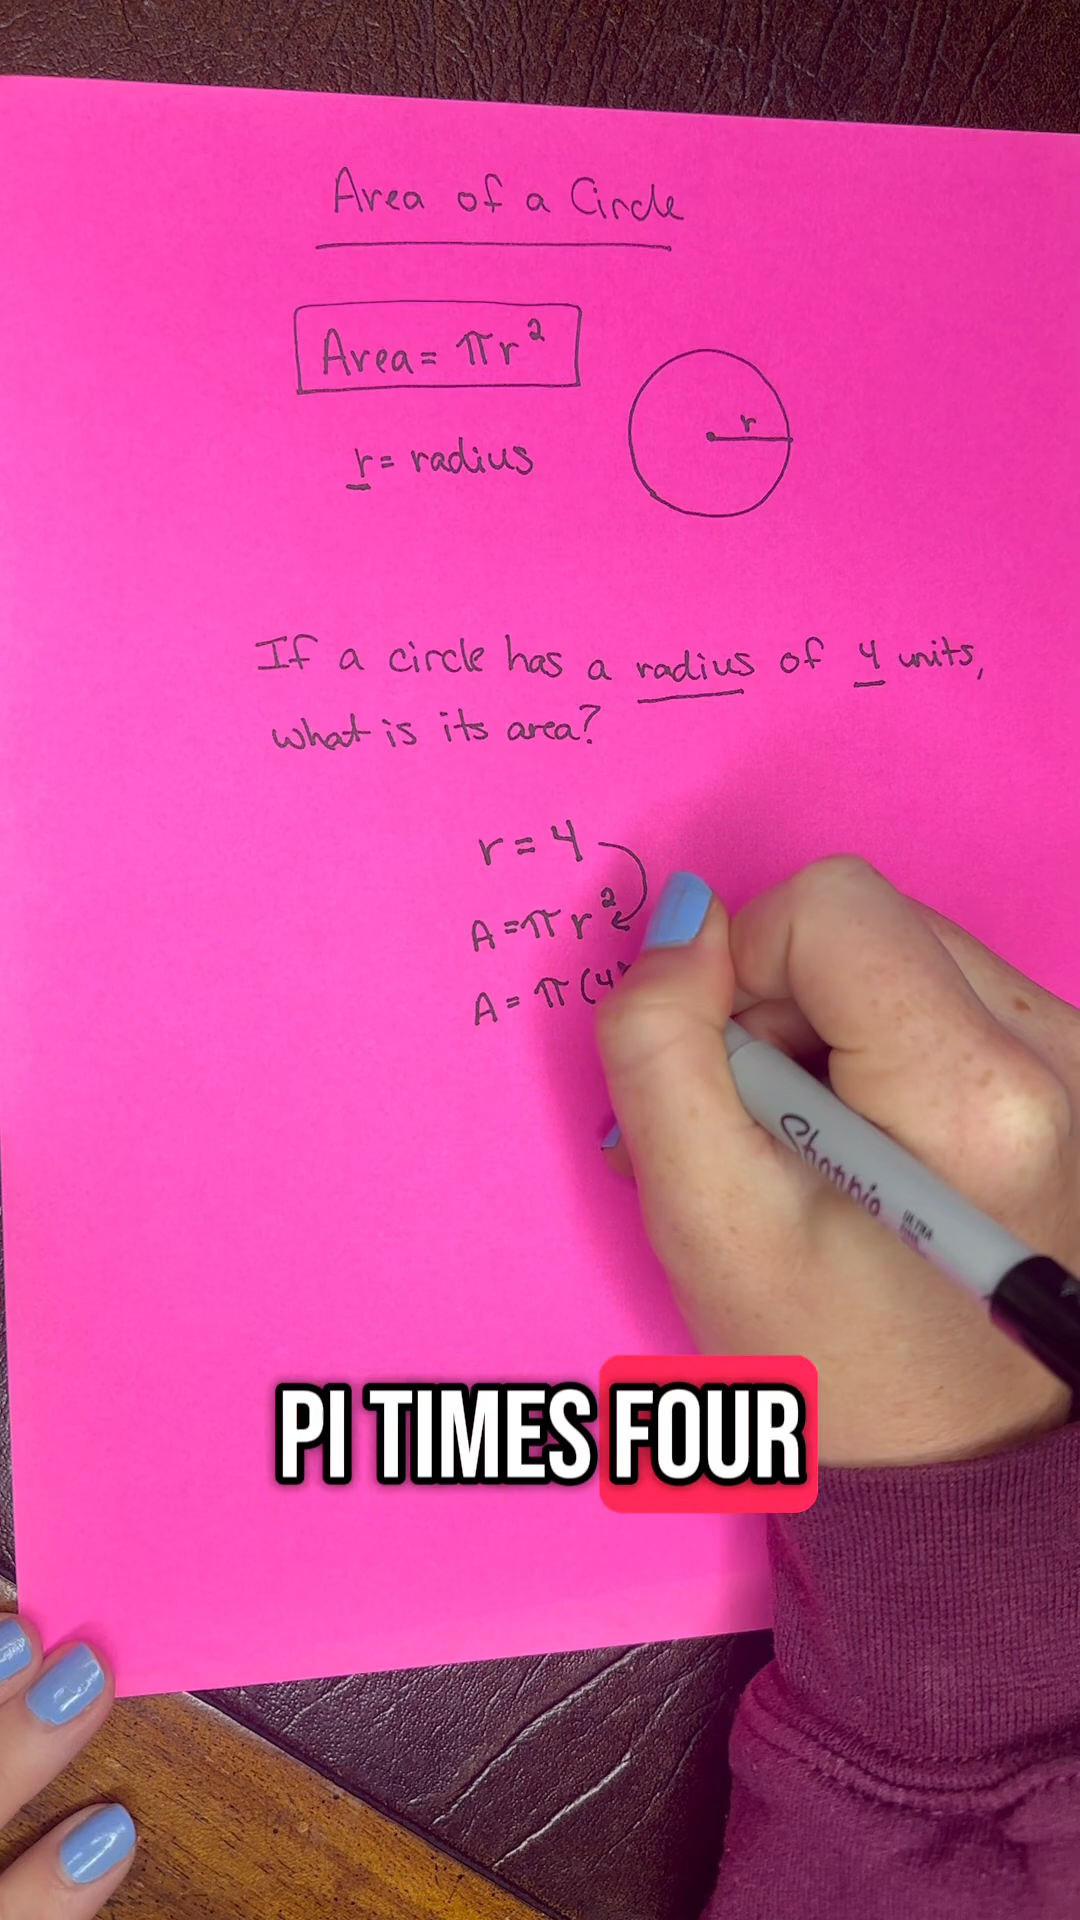 Area of a Circle
Area = πr²
r = radius
r
If a circle has a radius of 4 units,
what is its area?
r = 4
A = πr²
A = π(4
Sharpie
ULTRA
PI TIMES FOUR